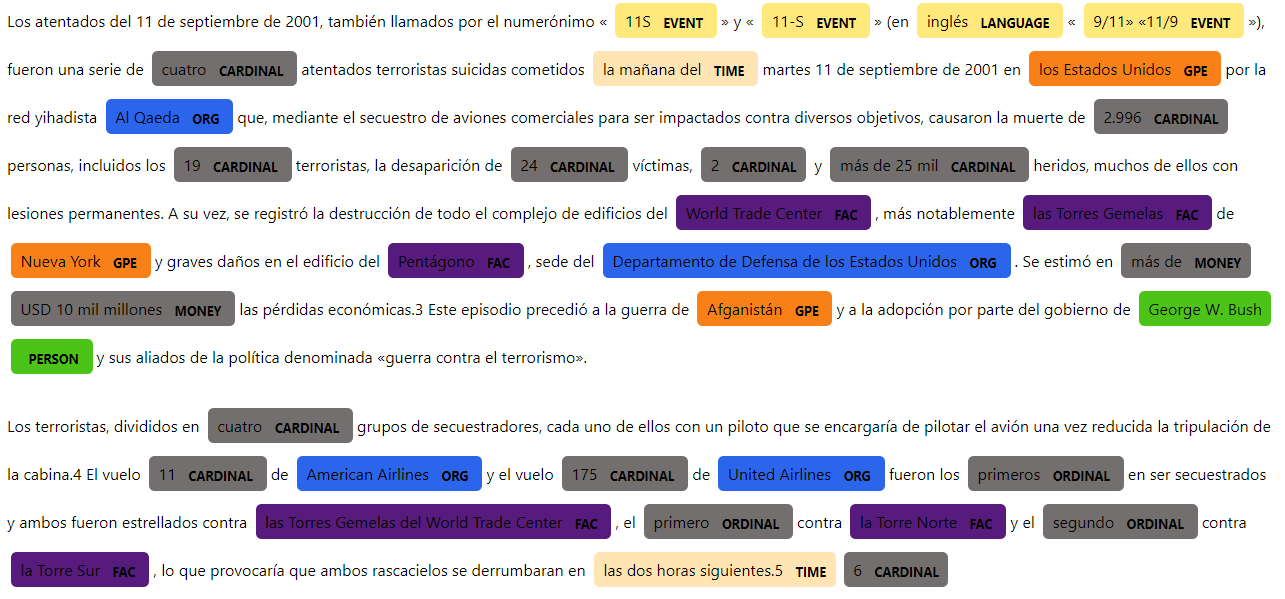 Los atentados del 11 de septiembre de 2001, también llamados por el numerónimo « 11S EVENT » y « 11-S EVENT » (en inglés LANGUAGE « 9/11» «11/9 EVENT »),
fueron una serie de cuatro CARDINAL atentados terroristas suicidas cometidos la mañana del TIME martes 11 de septiembre de 2001 en los Estados Unidos GPE por la
red yihadista Al Qaeda ORG que, mediante el secuestro de aviones comerciales para ser impactados contra diversos objetivos, causaron la muerte de 2.996 CARDINAL
personas, incluidos los 19 CARDINAL terroristas, la desaparición de 24 CARDINAL víctimas, 2 CARDINAL y más de 25 mil CARDINAL heridos, muchos de ellos con
lesiones permanentes. A su vez, se registró la destrucción de todo el complejo de edificios del World Trade Center FAC , más notablemente las Torres Gemelas FAC de
Nueva York GPE y graves daños en el edificio del Pentágono FAC , sede del Departamento de Defensa de los Estados Unidos ORG . Se estimó en más de MONEY
USD 10 mil millones MONEY las pérdidas económicas.3 Este episodio precedió a la guerra de Afganistán GPE y a la adopción por parte del gobierno de George W. Bush
PERSON y sus aliados de la política denominada «guerra contra el terrorismo».
Los terroristas, divididos en cuatro CARDINAL grupos de secuestradores, cada uno de ellos con un piloto que se encargaría de pilotar el avión una vez reducida la tripulación de
la cabina.4 El vuelo 11 CARDINAL de American Airlines ORG y el vuelo 175 CARDINAL de United Airlines ORG fueron los primeros ORDINAL en ser secuestrados
y ambos fueron estrellados contra las Torres Gemelas del World Trade Center FAC , el primero ORDINAL contra la Torre Norte FAC y el segundo ORDINAL contra
la Torre Sur FAC , lo que provocaría que ambos rascacielos se derrumbaran en las dos horas siguientes.5 TIME 6 CARDINAL